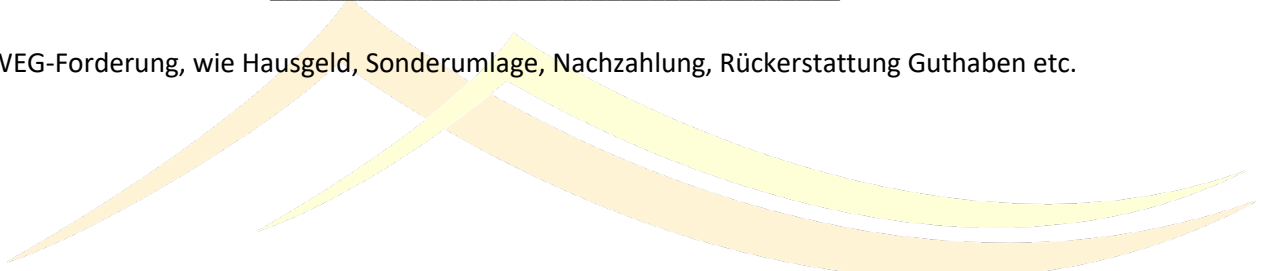 WEG-Forderung, wie Hausgeld, Sonderumlage, Nachzahlung, Rückerstattung Guthaben etc.